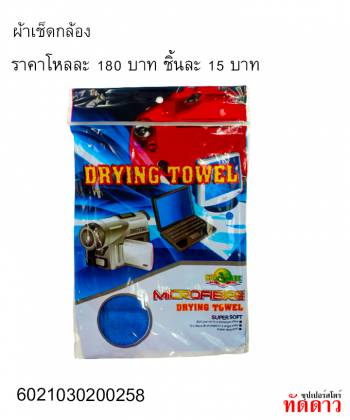 ผ้าเช็ดกล้อง
ราคาโหลละ 180 บาท ชิ้นละ 15 บาท
DRYING TOWEL
MICROFIBRE
DRYING TOWEL
SUPER SOFT
6021030200258
ซุปเปอร์สโตร์
ทัดดาว